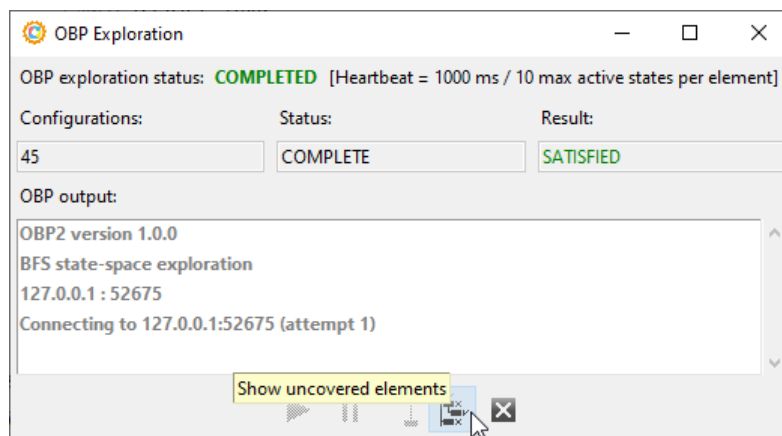 OBP Exploration
OBP exploration status: COMPLETED [Heartbeat = 1000 ms / 10 max active states per element]
Configurations: Status: Result:
45 COMPLETE SATISFIED
OBP output:
OBP2 version 1.0.0
BFS state-space exploration
127.0.0.1 : 52675
Connecting to 127.0.0.1:52675 (attempt 1)
Show uncovered elements